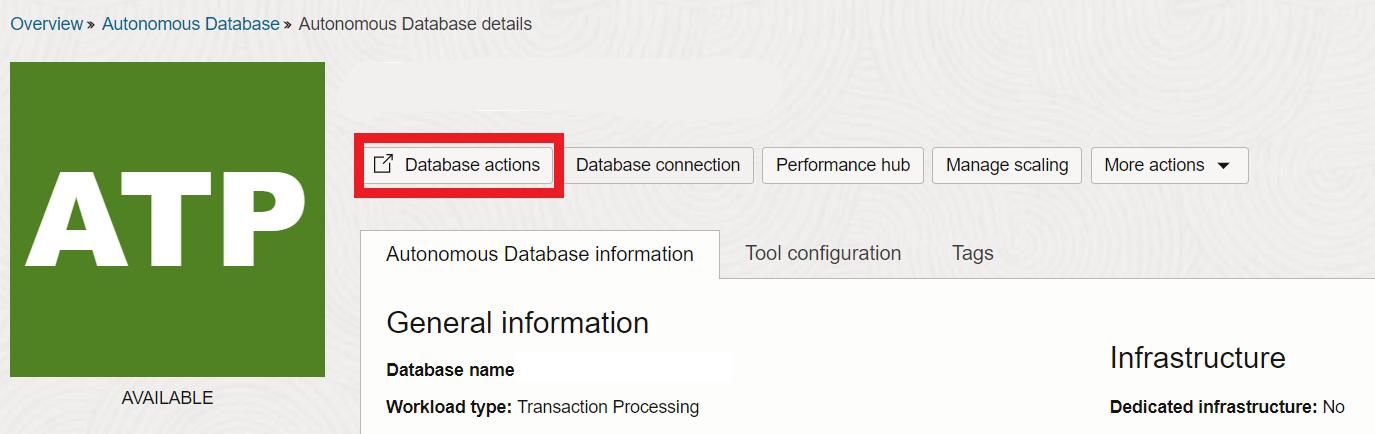 Overview » Autonomous Database » Autonomous Database details
ATP
AVAILABLE
Database actions Database connection Performance hub Manage scaling More actions
Autonomous Database information Tool configuration Tags
General information
Database name
Workload type: Transaction Processing
Infrastructure
Dedicated infrastructure: No